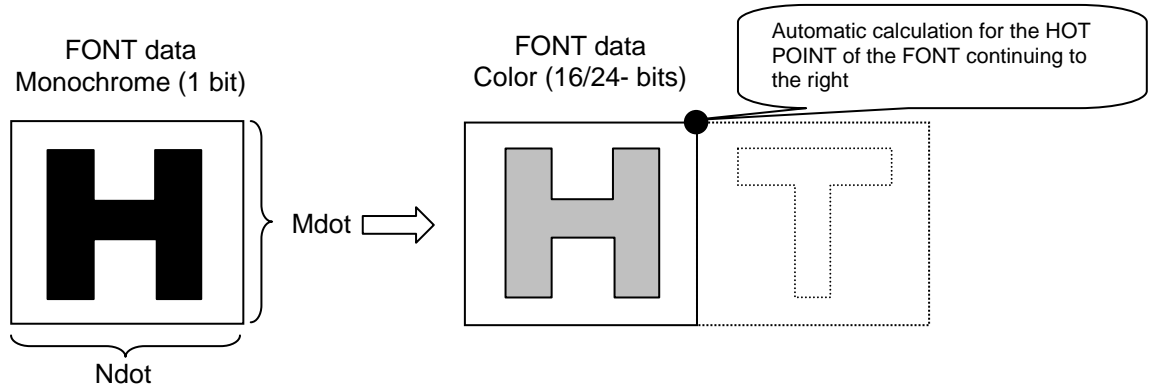 FONT data
Monochrome (1 bit)
H
Mdot
Ndot
FONT data
Color (16/24- bits)
H
T
Automatic calculation for the HOT
POINT of the FONT continuing to
the right